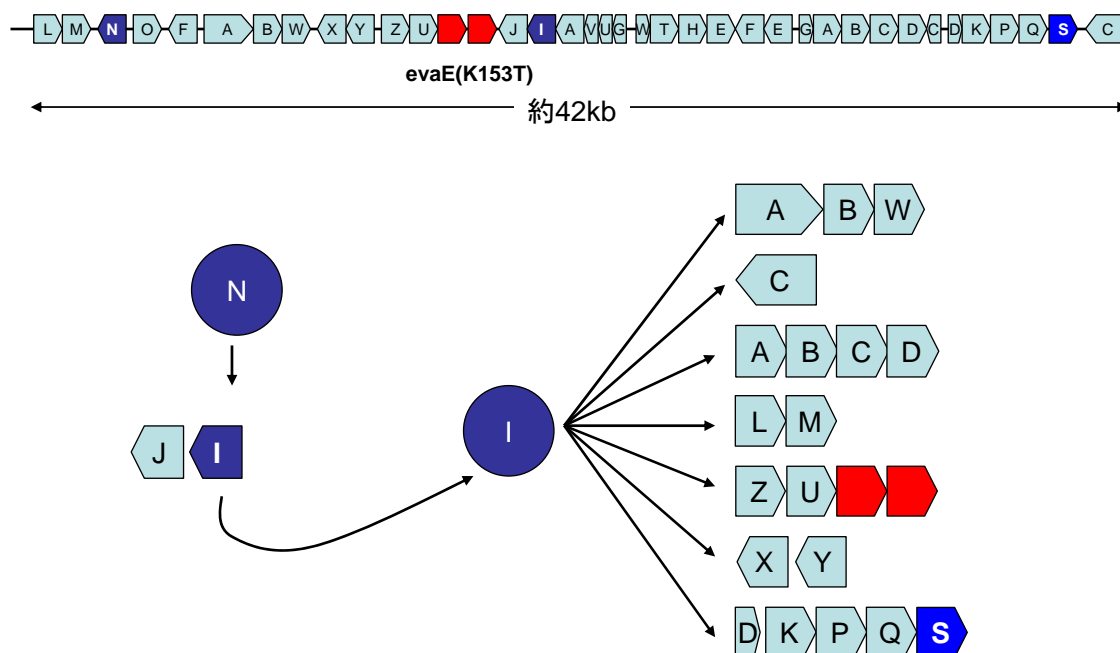 L M N O F A B W X Y Z U J I A V U G W T H E F E G A B C D C D K P Q S C
evaE(K153T)
約42kb
A B W
N
C
A B C D
I
L M
J I
Z U
X Y
D K P Q S